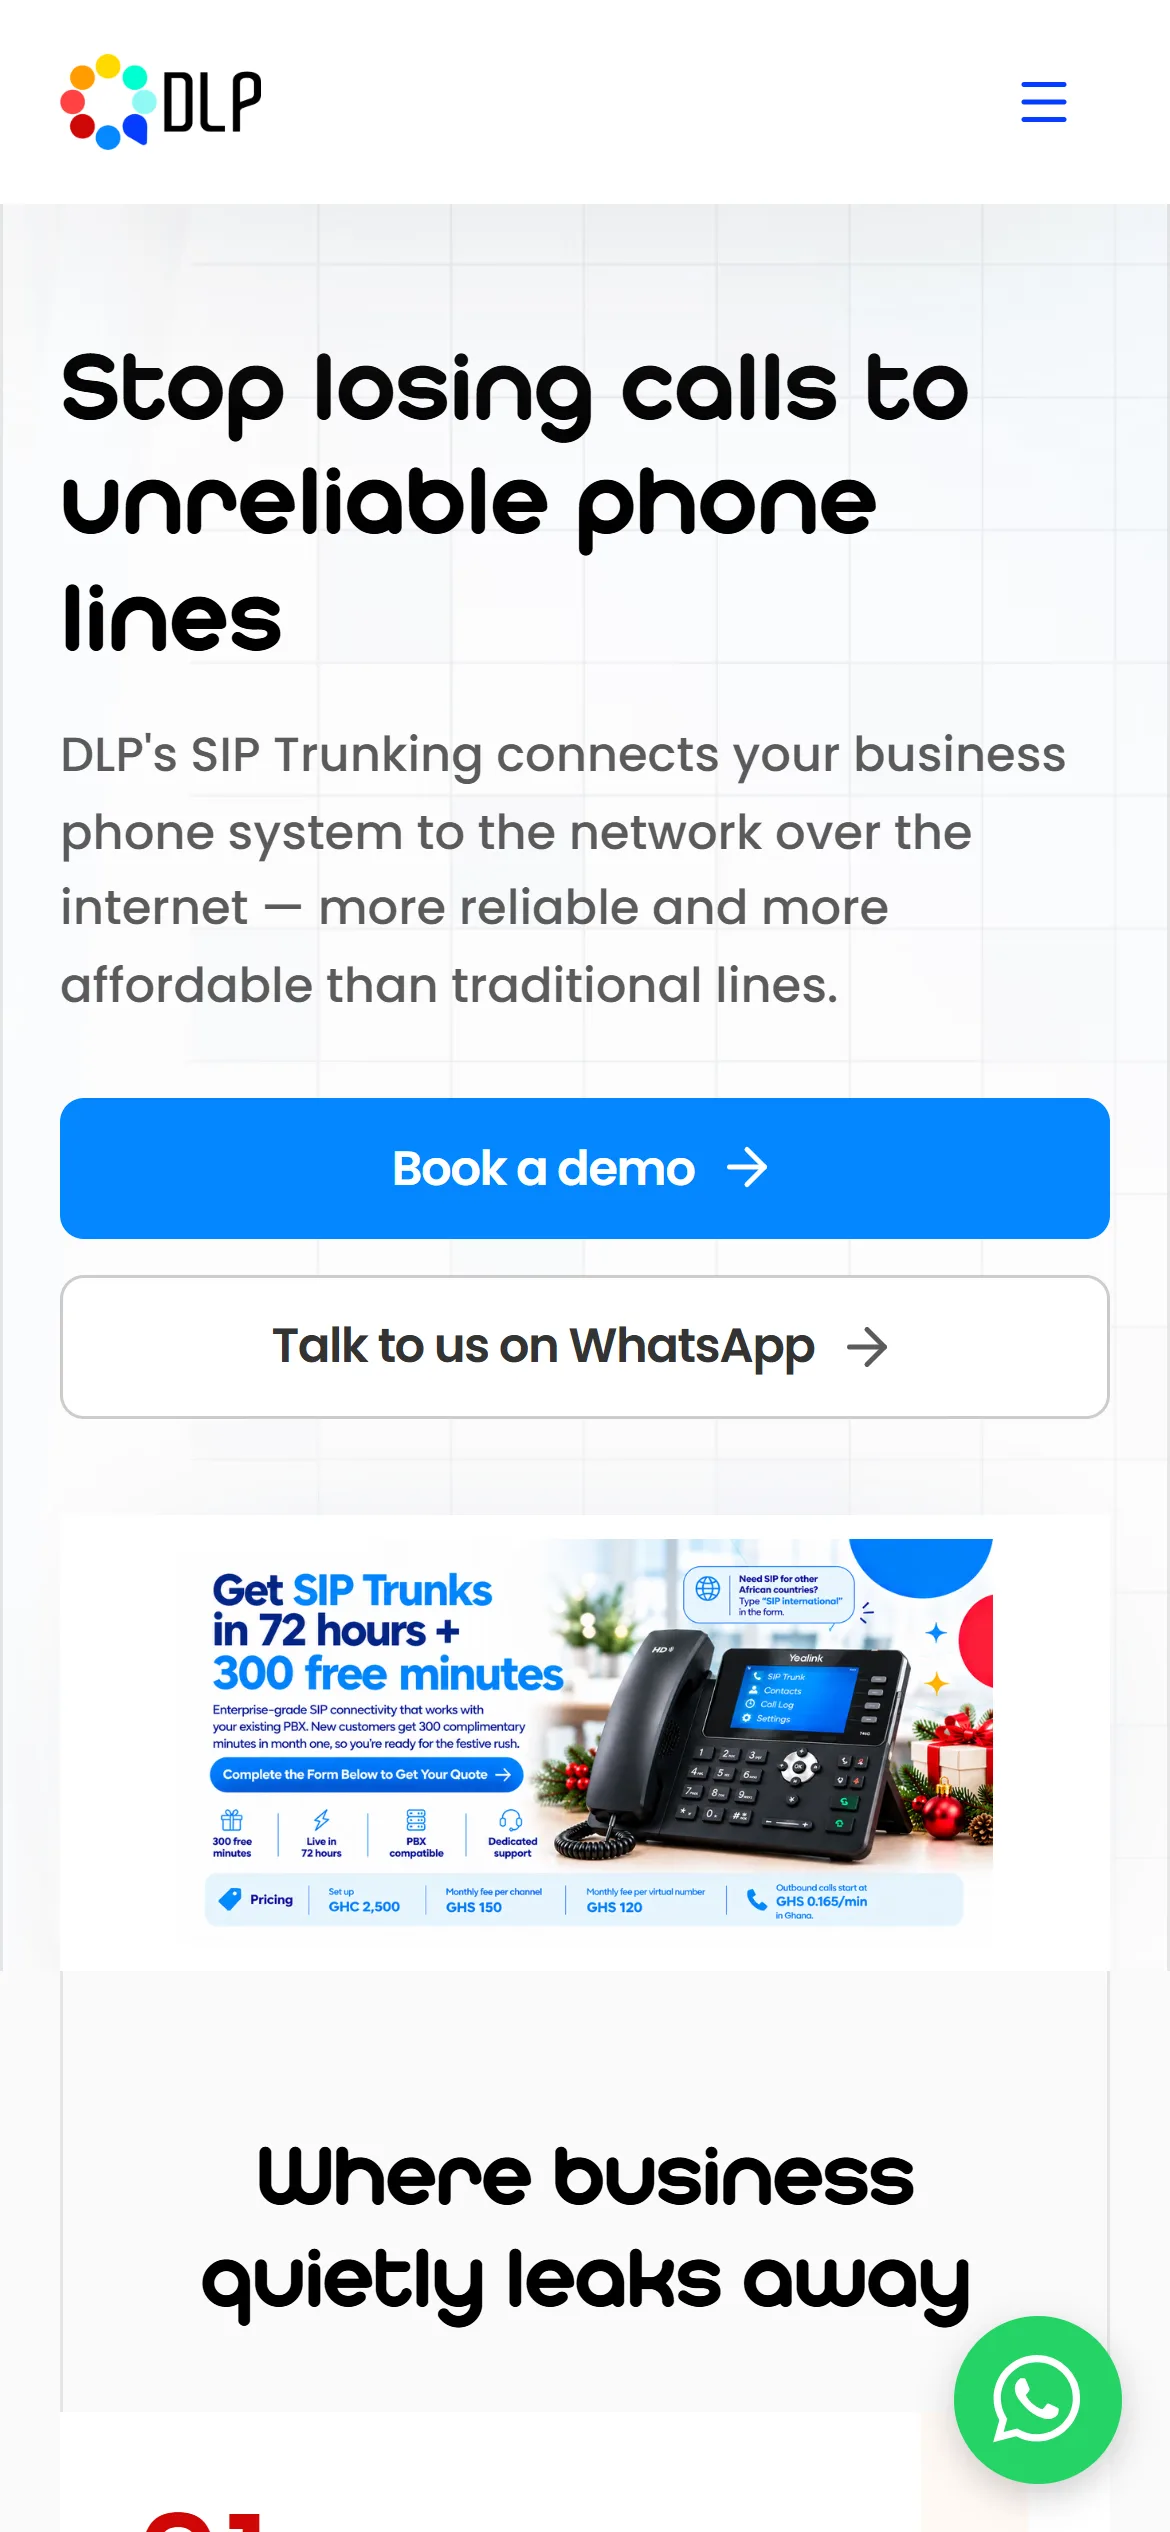 DLP
Stop losing calls to
unreliable phone
lines
DLP's SIP Trunking connects your business
phone system to the network over the
internet — more reliable and more
affordable than traditional lines.
Book a demo
Talk to us on WhatsApp
Get SIP Trunks
in 72 hours +
300 free minutes
Enterprise-grade SIP connectivity that works with
your existing PBX. New customers get 300 complimentary
minutes in month one, so you're ready for the festive rush.
Complete the Form Below to Get Your Quote
300 free
minutes
Live in
72 hours
PBX
compatible
Dedicated
support
Need SIP for other
African countries?
Type "SIP international"
in the form.
HD
Yealink
SIP Trunk
Contacts
Call Log
Settings
Pricing
Set up
GHC 2,500
Monthly fee per channel
GHS 150
Monthly fee per virtual number
GHS 120
Outbound calls start at
GHS 0.165/min
in Ghana.
Where business
quietly leaks away